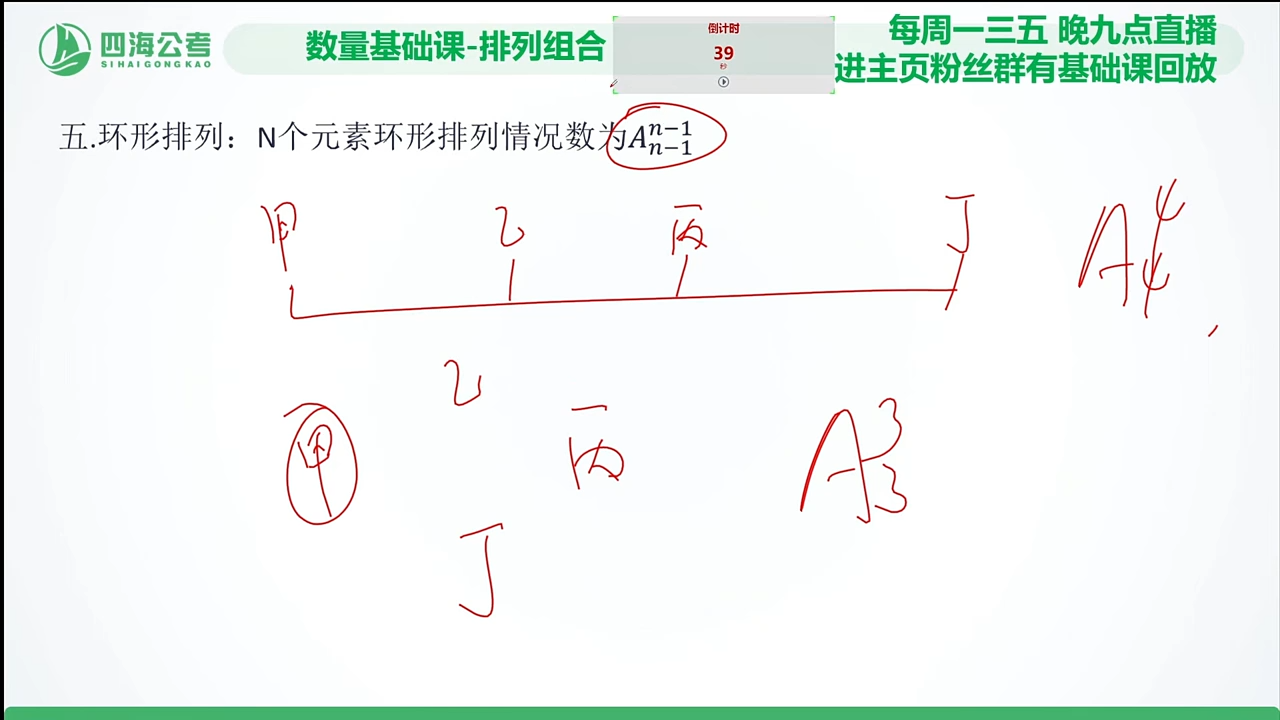 四海公考
SIHAIGONGKAO
数量基础课-排列组合
倒计时
39
秒
每周一三五 晚九点直播
进主页粉丝群有基础课回放
五.环形排列：N个元素环形排列情况数为$A_{n-1}^{n-1}$
甲 乙 丙 丁 $A_4^4$
乙
甲 丙 $A_3^3$
丁